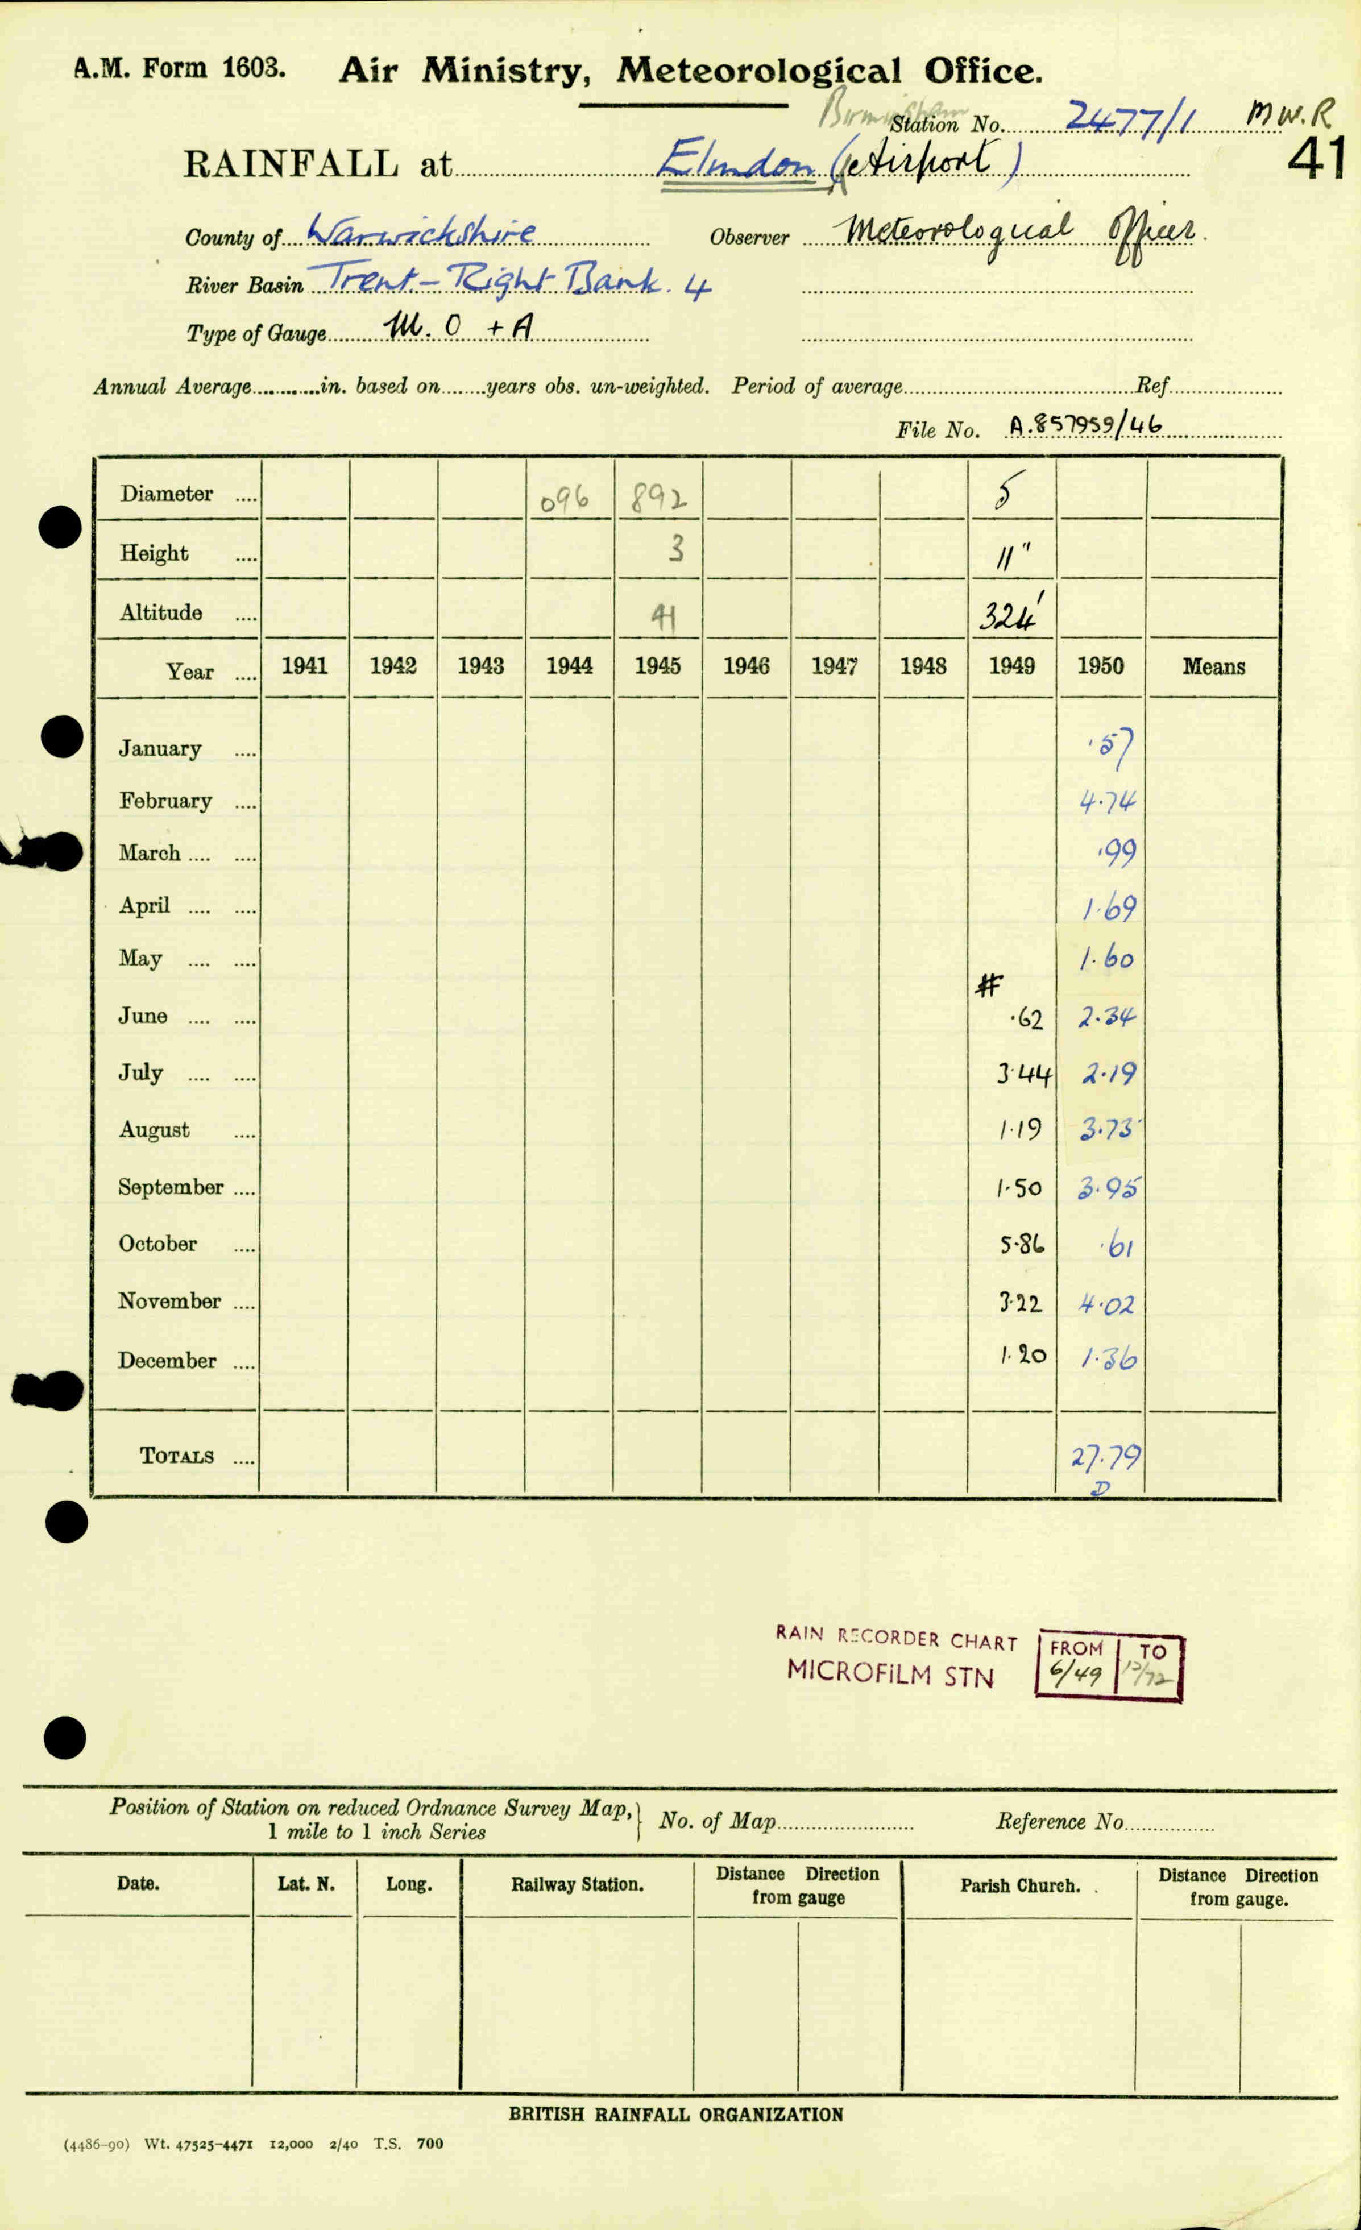 A.M. Form 1603. Air Ministry, Meteorological Office.
Birmingham
Station No. 2477/1 M W.R
RAINFALL at Elmdon (Airport) 41
County of Warwickshire Observer Meteorological Officer
River Basin Trent - Right Bank. 4
Type of Gauge M. O + A
Annual Average............in. based on........years obs. un-weighted. Period of average........Ref........
File No. A.857959/46
Diameter .... 096 892 5
Height .... 3 11"
Altitude .... 41 324'
Year .... 1941 1942 1943 1944 1945 1946 1947 1948 1949 1950 Means
January .... .57
February .... 4.74
March .... .... .99
April .... .... 1.69
May .... .... 1.60
#
June .... .... .62 2.34
July .... .... 3.44 2.19
August .... 1.19 3.73
September .... 1.50 3.95
October .... 5.86 .61
November .... 3.22 4.02
December .... 1.20 1.36
TOTALS .... 27.79
D
RAIN RECORDER CHART FROM TO
MICROFILM STN 6/49 12/72
Position of Station on reduced Ordnance Survey Map,
1 mile to 1 inch Series
No. of Map........ Reference No........
Date. Lat. N. Long. Railway Station. Distance from gauge Direction Parish Church. Distance Direction from gauge.
BRITISH RAINFALL ORGANIZATION
(4486-90) Wt. 47525-4471 12,000 2/40 T.S. 700